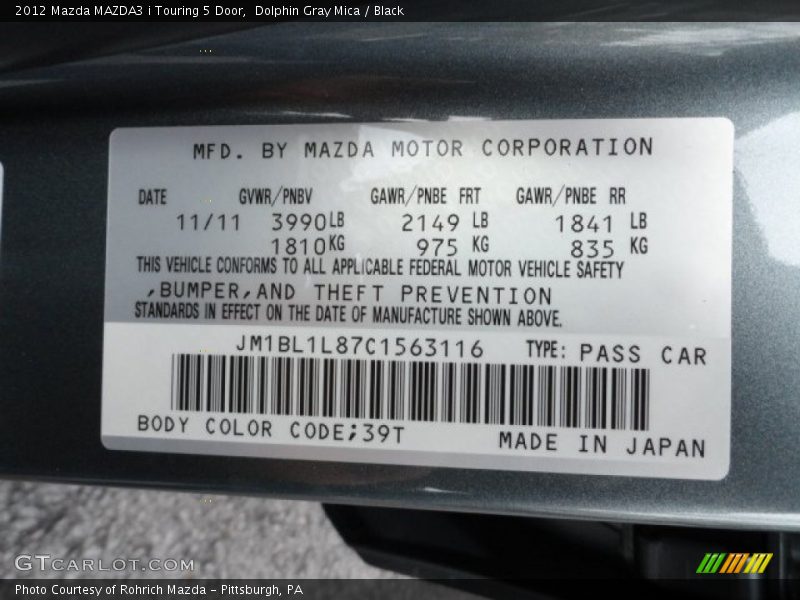 2012 Mazda MAZDA3 i Touring 5 Door, Dolphin Gray Mica / Black
MFD. BY MAZDA MOTOR CORPORATION
DATE GVWR/PNBV GAWR/PNBE FRT GAWR/PNBE RR
11/11 3990LB 2149 LB 1841 LB
1810KG 975 KG 835 KG
THIS VEHICLE CONFORMS TO ALL APPLICABLE FEDERAL MOTOR VEHICLE SAFETY
,BUMPER,AND THEFT PREVENTION
STANDARDS IN EFFECT ON THE DATE OF MANUFACTURE SHOWN ABOVE.
JM1BL1L87C1563116 TYPE: PASS CAR
BODY COLOR CODE;39T MADE IN JAPAN
GTCarLot.com
Photo Courtesy of Rohrich Mazda - Pittsburgh, PA